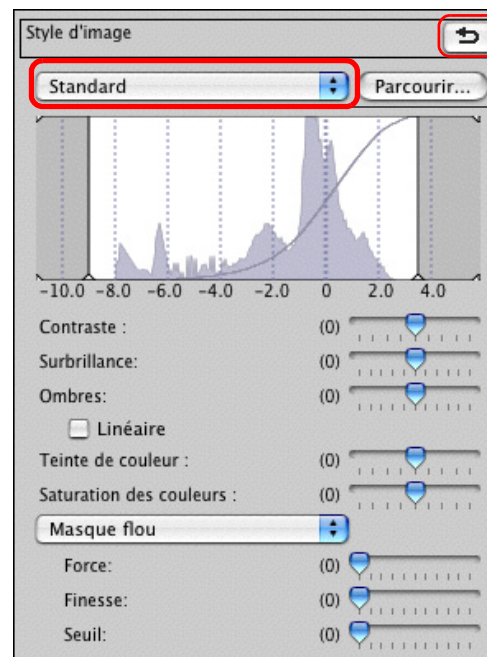 Style d'image
Standard Parcourir...
-10.0 -8.0 -6.0 -4.0 -2.0 0 2.0 4.0
Contraste : (0)
Surbrillance: (0)
Ombres: (0)
Linéaire
Teinte de couleur : (0)
Saturation des couleurs : (0)
Masque flou
Force: (0)
Finesse: (0)
Seuil: (0)